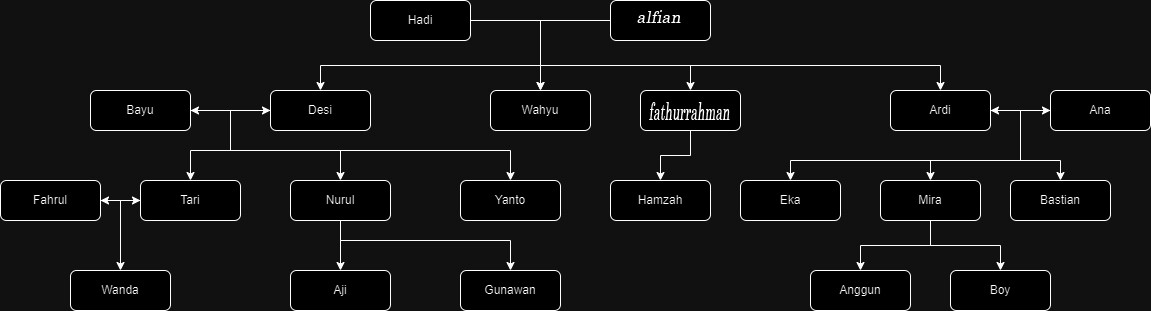 Hadi
alfian
Bayu
Desi
Wahyu
fathurrahman
Ardi
Ana
Fahrul
Tari
Nurul
Yanto
Hamzah
Eka
Mira
Bastian
Wanda
Aji
Gunawan
Anggun
Boy